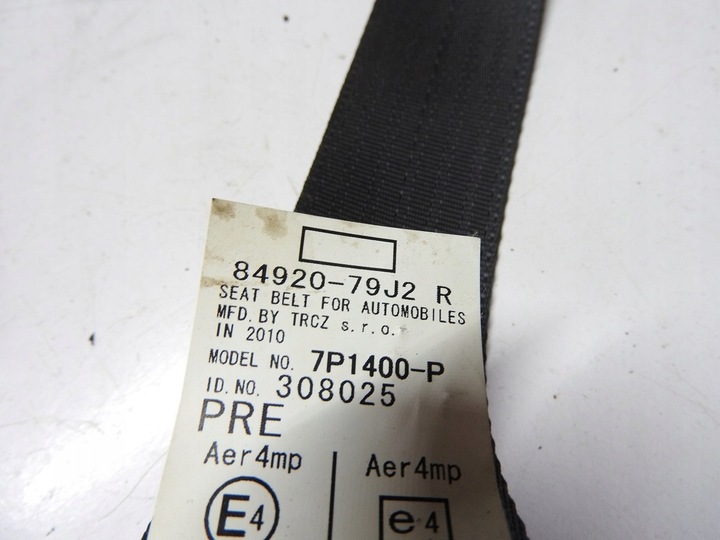 84920-79J2 R
SEAT BELT FOR AUTOMOBILES
MFD. BY TRCZ s.r.o.
IN 2010
MODEL NO. 7P1400-P
ID. NO. 308025
PRE
Aer4mp Aer4mp
E4 e4